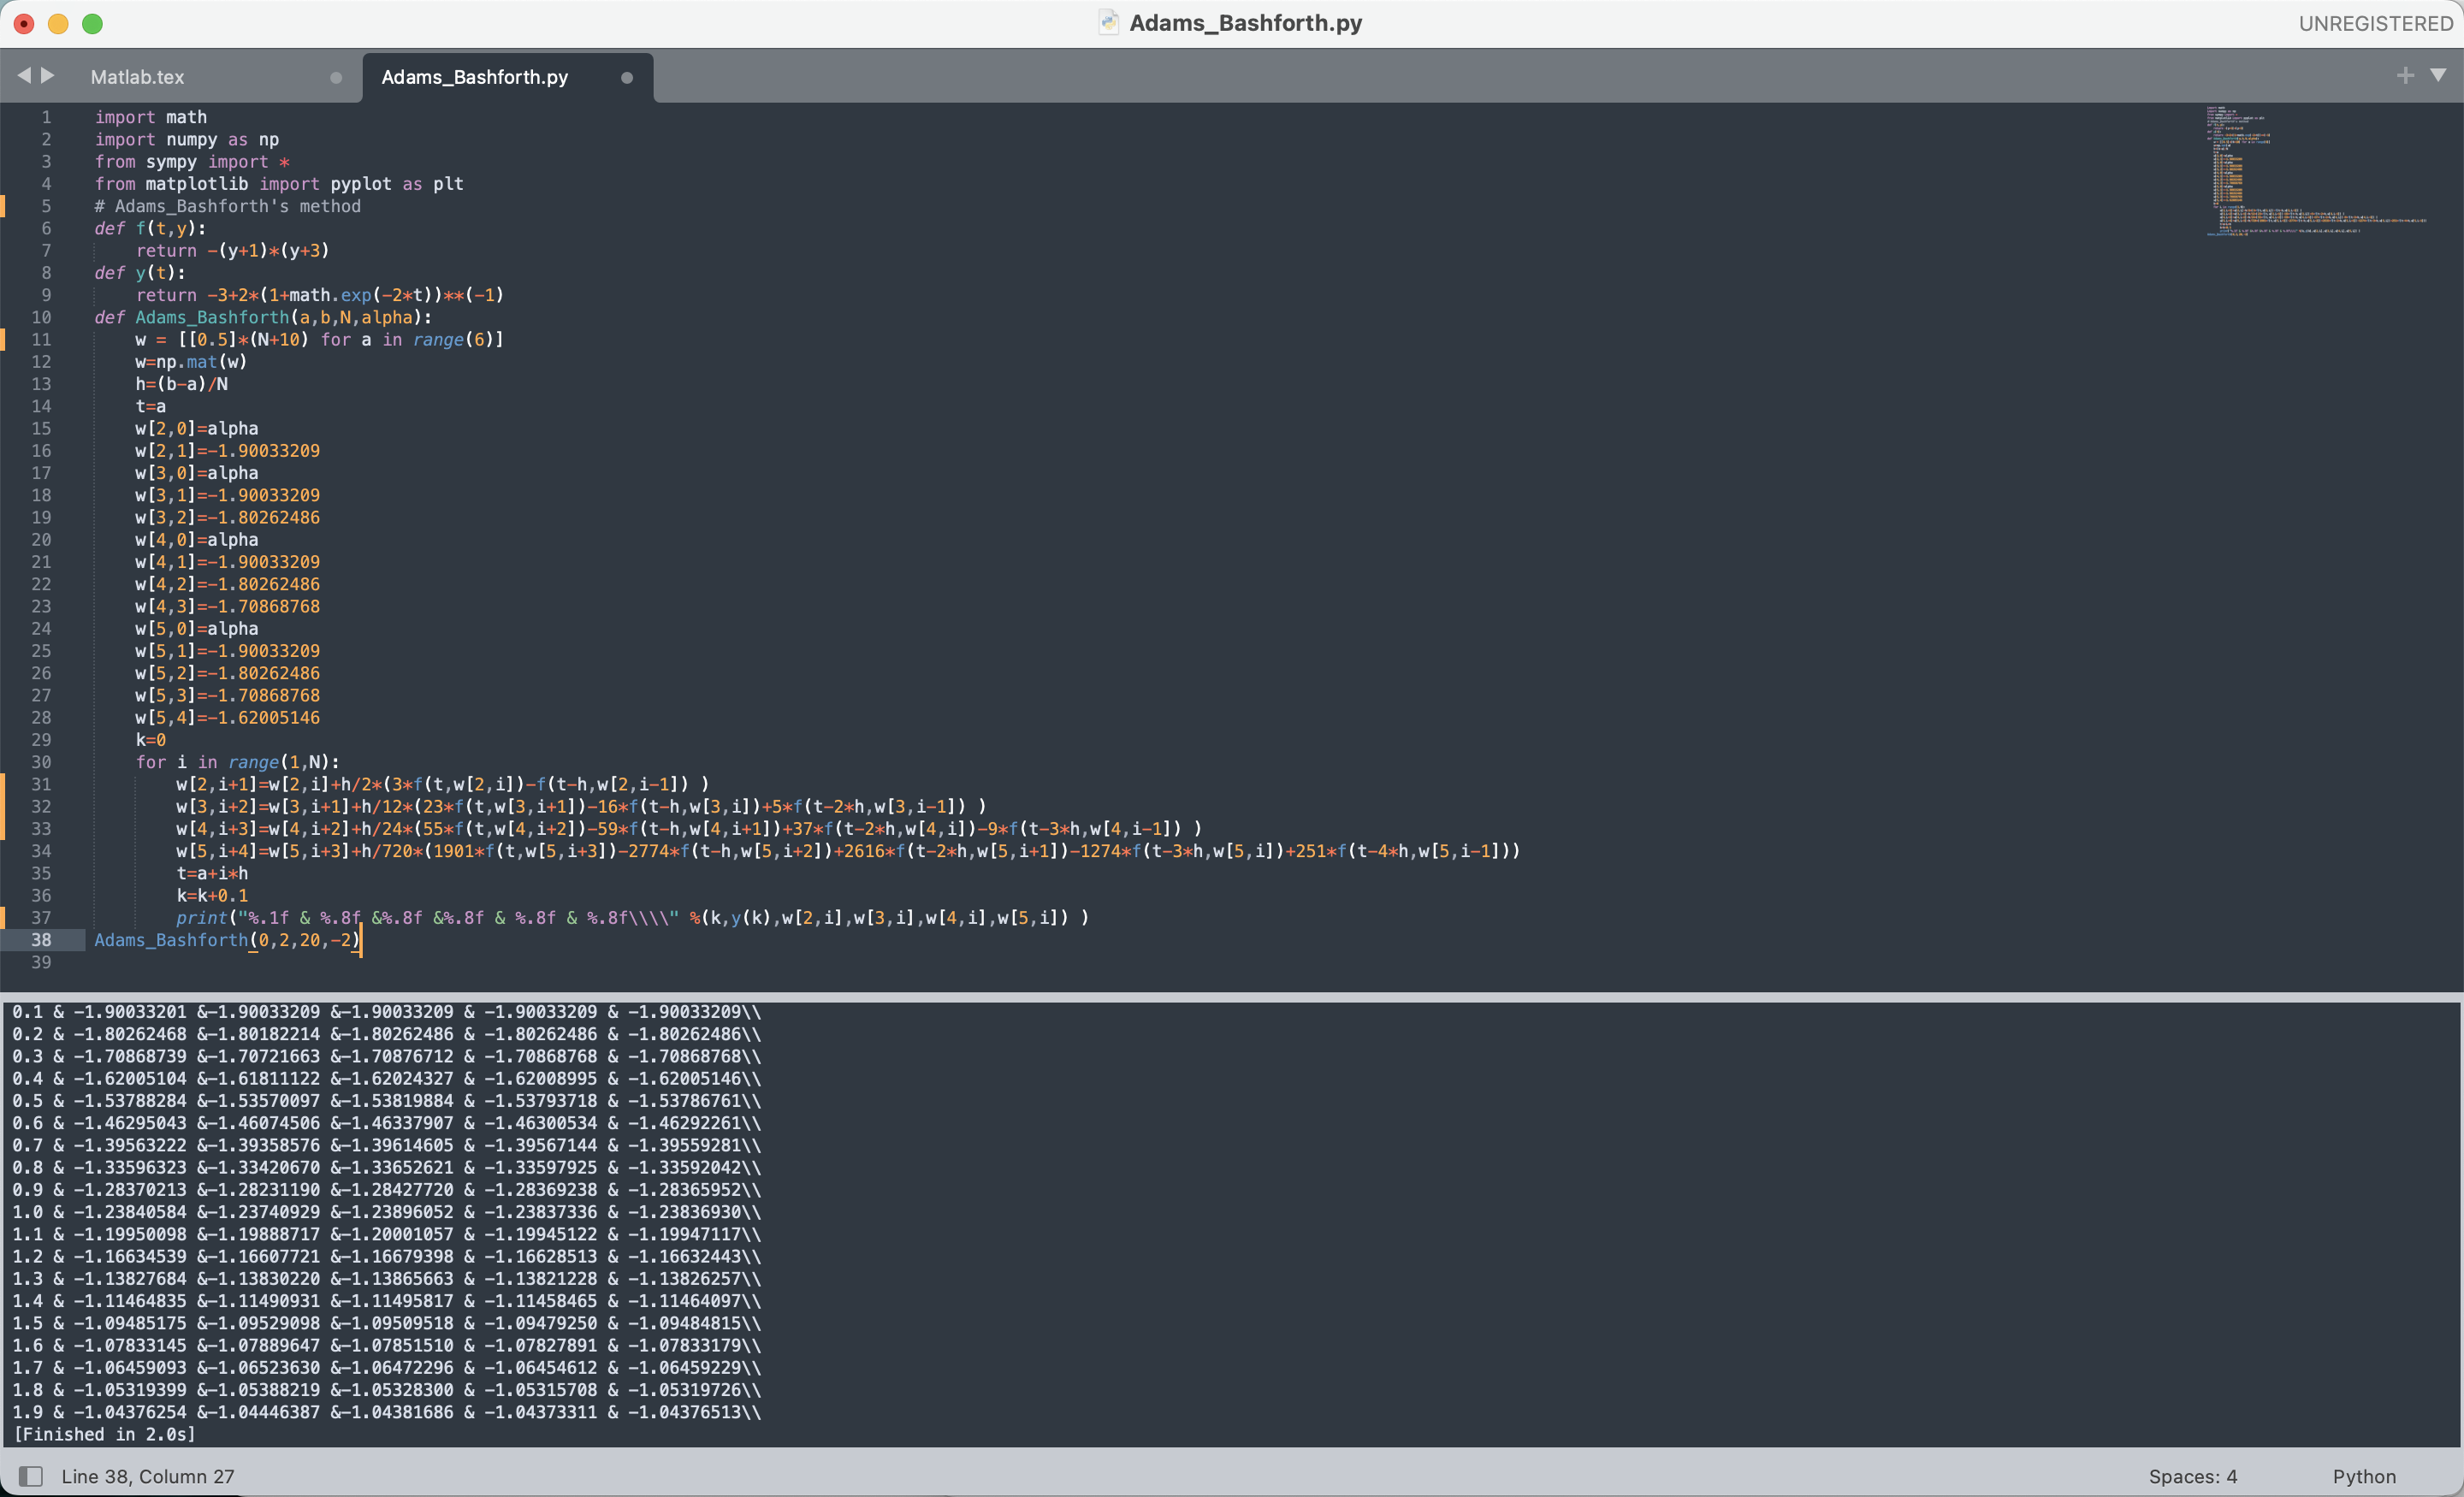 Adams_Bashforth.py
UNREGISTERED
Matlab.tex
Adams_Bashforth.py
1 import math
2 import numpy as np
3 from sympy import *
4 from matplotlib import pyplot as plt
5 # Adams_Bashforth's method
6 def f(t,y):
7     return -(y+1)*(y+3)
8 def y(t):
9     return -3+2*(1+math.exp(-2*t))**(-1)
10 def Adams_Bashforth(a,b,N,alpha):
11     w = [[0.5]*(N+10) for a in range(6)]
12     w=np.mat(w)
13     h=(b-a)/N
14     t=a
15     w[2,0]=alpha
16     w[2,1]=-1.90033209
17     w[3,0]=alpha
18     w[3,1]=-1.90033209
19     w[3,2]=-1.80262486
20     w[4,0]=alpha
21     w[4,1]=-1.90033209
22     w[4,2]=-1.80262486
23     w[4,3]=-1.70868768
24     w[5,0]=alpha
25     w[5,1]=-1.90033209
26     w[5,2]=-1.80262486
27     w[5,3]=-1.70868768
28     w[5,4]=-1.62005146
29     k=0
30     for i in range(1,N):
31         w[2,i+1]=w[2,i]+h/2*(3*f(t,w[2,i])-f(t-h,w[2,i-1]) )
32         w[3,i+2]=w[3,i+1]+h/12*(23*f(t,w[3,i+1])-16*f(t-h,w[3,i])+5*f(t-2*h,w[3,i-1]) )
33         w[4,i+3]=w[4,i+2]+h/24*(55*f(t,w[4,i+2])-59*f(t-h,w[4,i+1])+37*f(t-2*h,w[4,i])-9*f(t-3*h,w[4,i-1]) )
34         w[5,i+4]=w[5,i+3]+h/720*(1901*f(t,w[5,i+3])-2774*f(t-h,w[5,i+2])+2616*f(t-2*h,w[5,i+1])-1274*f(t-3*h,w[5,i])+251*f(t-4*h,w[5,i-1]))
35         t=a+i*h
36         k=k+0.1
37         print("%.1f & %.8f &%.8f &%.8f & %.8f & %.8f\\\\" %(k,y(k),w[2,i],w[3,i],w[4,i],w[5,i]) )
38 Adams_Bashforth(0,2,20,-2)
39
0.1 & -1.90033201 &-1.90033209 &-1.90033209 & -1.90033209 & -1.90033209\\
0.2 & -1.80262468 &-1.80182214 &-1.80262486 & -1.80262486 & -1.80262486\\
0.3 & -1.70868739 &-1.70721663 &-1.70876712 & -1.70868768 & -1.70868768\\
0.4 & -1.62005104 &-1.61811122 &-1.62024327 & -1.62008995 & -1.62005146\\
0.5 & -1.53788284 &-1.53570097 &-1.53819884 & -1.53793718 & -1.53786761\\
0.6 & -1.46295043 &-1.46074506 &-1.46337907 & -1.46300534 & -1.46292261\\
0.7 & -1.39563222 &-1.39358576 &-1.39614605 & -1.39567144 & -1.39559281\\
0.8 & -1.33596323 &-1.33420670 &-1.33652621 & -1.33597925 & -1.33592042\\
0.9 & -1.28370213 &-1.28231190 &-1.28427720 & -1.28369238 & -1.28365952\\
1.0 & -1.23840584 &-1.23740929 &-1.23896052 & -1.23837336 & -1.23836930\\
1.1 & -1.19950098 &-1.19888717 &-1.20001057 & -1.19945122 & -1.19947117\\
1.2 & -1.16634539 &-1.16607721 &-1.16679398 & -1.16628513 & -1.16632443\\
1.3 & -1.13827684 &-1.13830220 &-1.13865663 & -1.13821228 & -1.13826257\\
1.4 & -1.11464835 &-1.11490931 &-1.11495817 & -1.11458465 & -1.11464097\\
1.5 & -1.09485175 &-1.09529098 &-1.09509518 & -1.09479250 & -1.09484815\\
1.6 & -1.07833145 &-1.07889647 &-1.07851510 & -1.07827891 & -1.07833179\\
1.7 & -1.06459093 &-1.06523630 &-1.06472296 & -1.06454612 & -1.06459229\\
1.8 & -1.05319399 &-1.05388219 &-1.05328300 & -1.05315708 & -1.05319726\\
1.9 & -1.04376254 &-1.04446387 &-1.04381686 & -1.04373311 & -1.04376513\\
[Finished in 2.0s]
Line 38, Column 27
Spaces: 4
Python